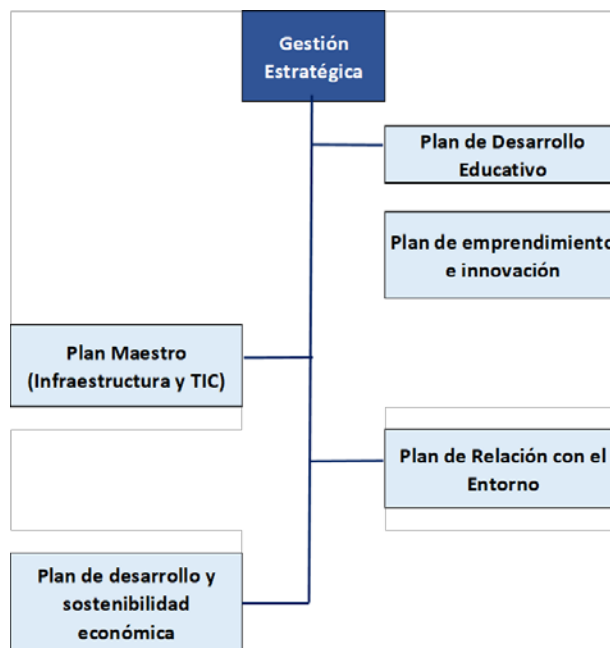 Gestión
Estratégica
Plan de Desarrollo
Educativo
Plan de emprendimiento
e innovación
Plan Maestro
(Infraestructura y TIC)
Plan de Relación con el
Entorno
Plan de desarrollo y
sostenibilidad
económica